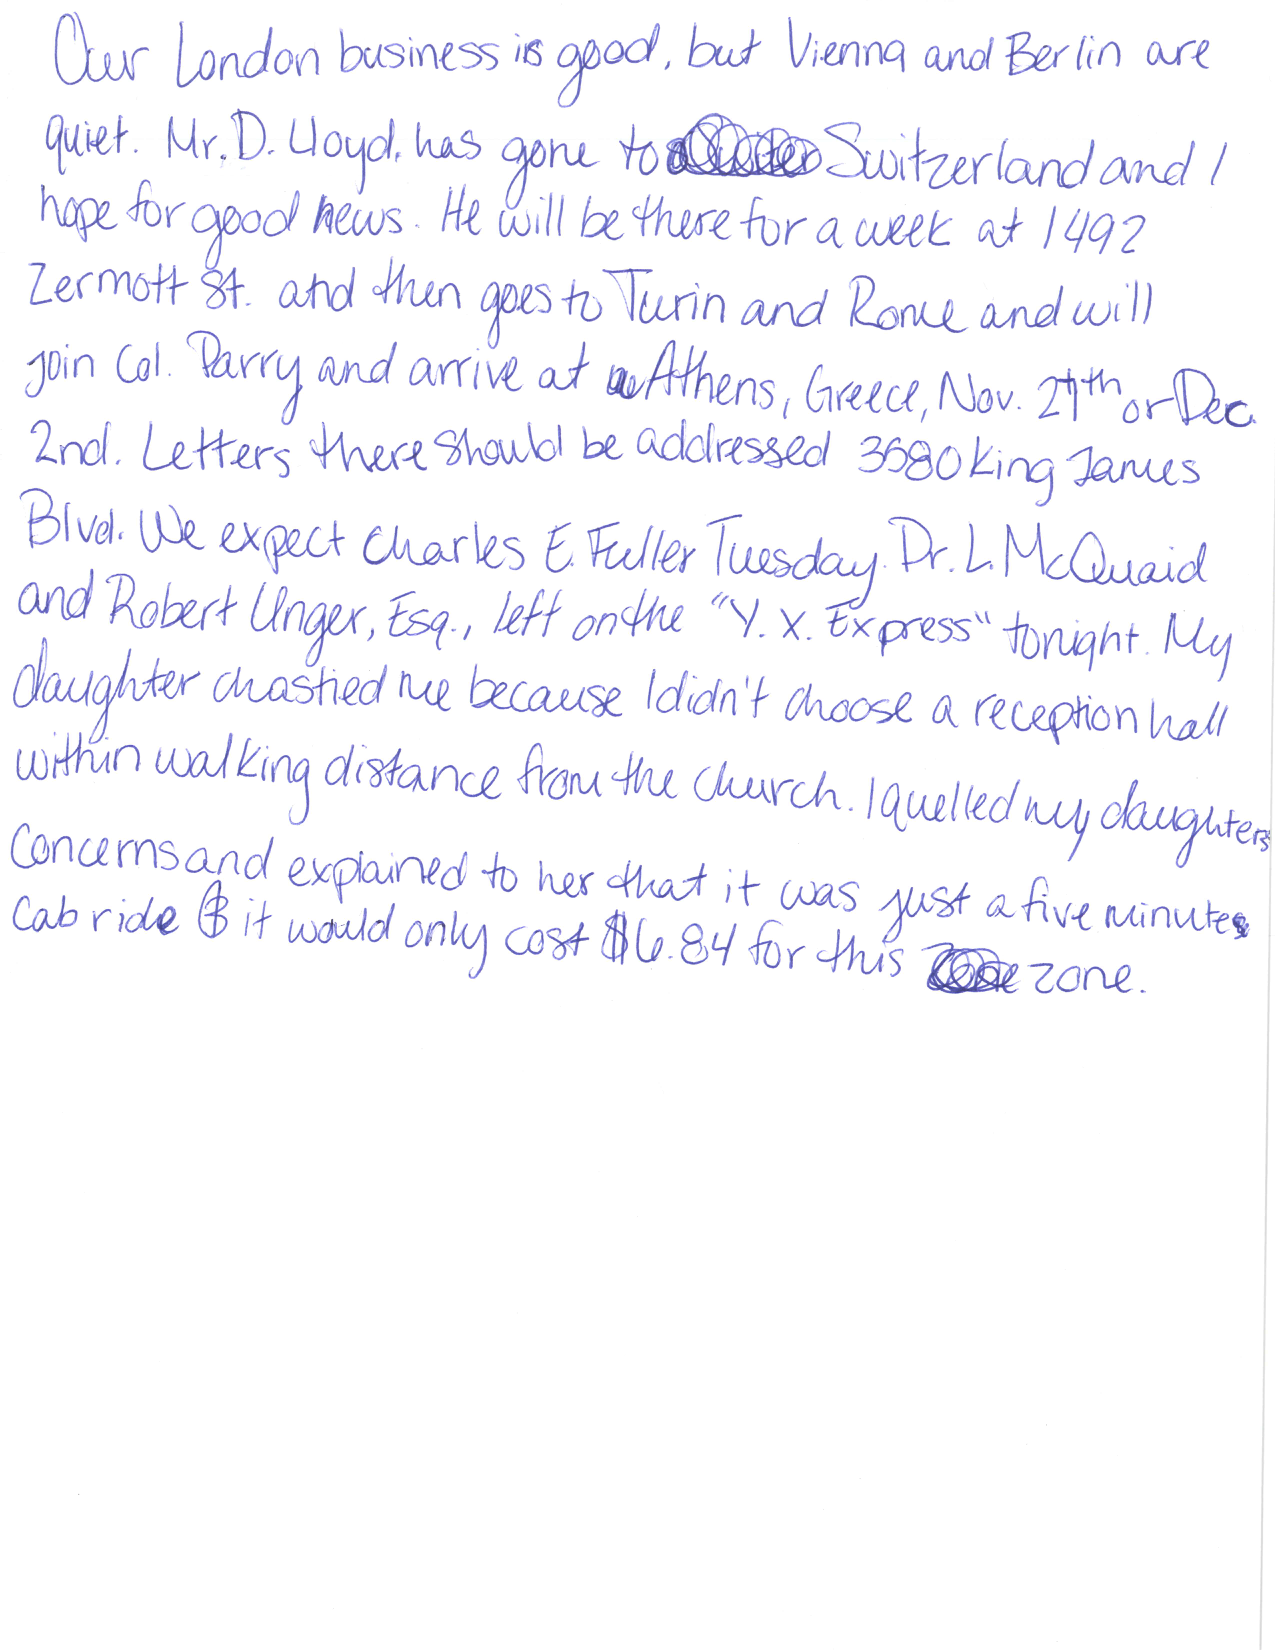 Our London business is good, but Vienna and Berlin are
quiet. Mr. D. Lloyd. has gone to Switzerland and I
hope for good news. He will be there for a week at 1492
Zermott St. and then goes to Turin and Rome and will
join Col. Parry and arrive at Athens, Greece, Nov. 27th or Dec.
2nd. Letters there should be addressed 3580 King James
Blvd. We expect Charles E. Fuller Tuesday. Dr. L. McQuaid
and Robert Unger, Esq., left on the "Y. X. Express" tonight. My
daughter chastied me because I didn't choose a reception hall
within walking distance from the church. I quelled my daughters
concerns and explained to her that it was just a five minute
cab ride & it would only cost $6.84 for this zone.